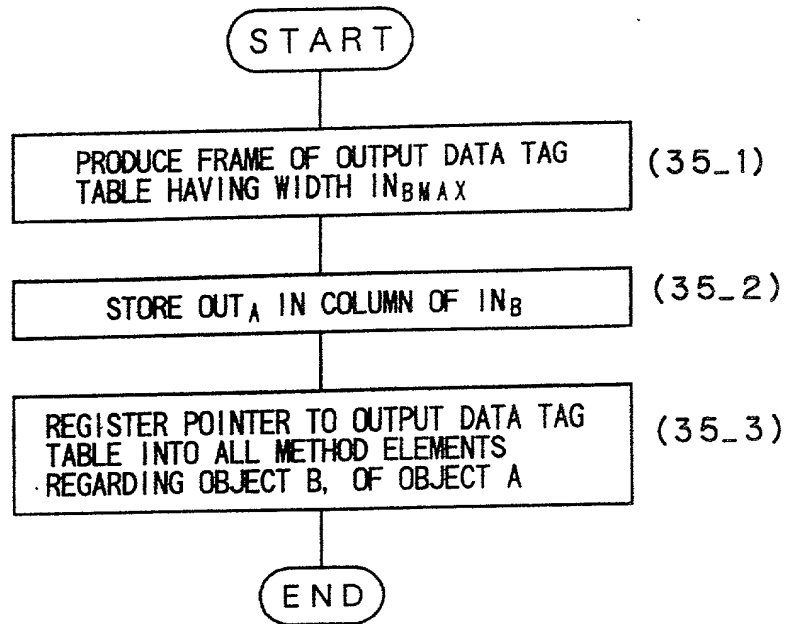 START
PRODUCE FRAME OF OUTPUT DATA TAG (35_1)
TABLE HAVING WIDTH IN_BMAX
STORE OUT_A IN COLUMN OF IN_B (35_2)
REGISTER POINTER TO OUTPUT DATA TAG (35_3)
TABLE INTO ALL METHOD ELEMENTS
REGARDING OBJECT B, OF OBJECT A
END